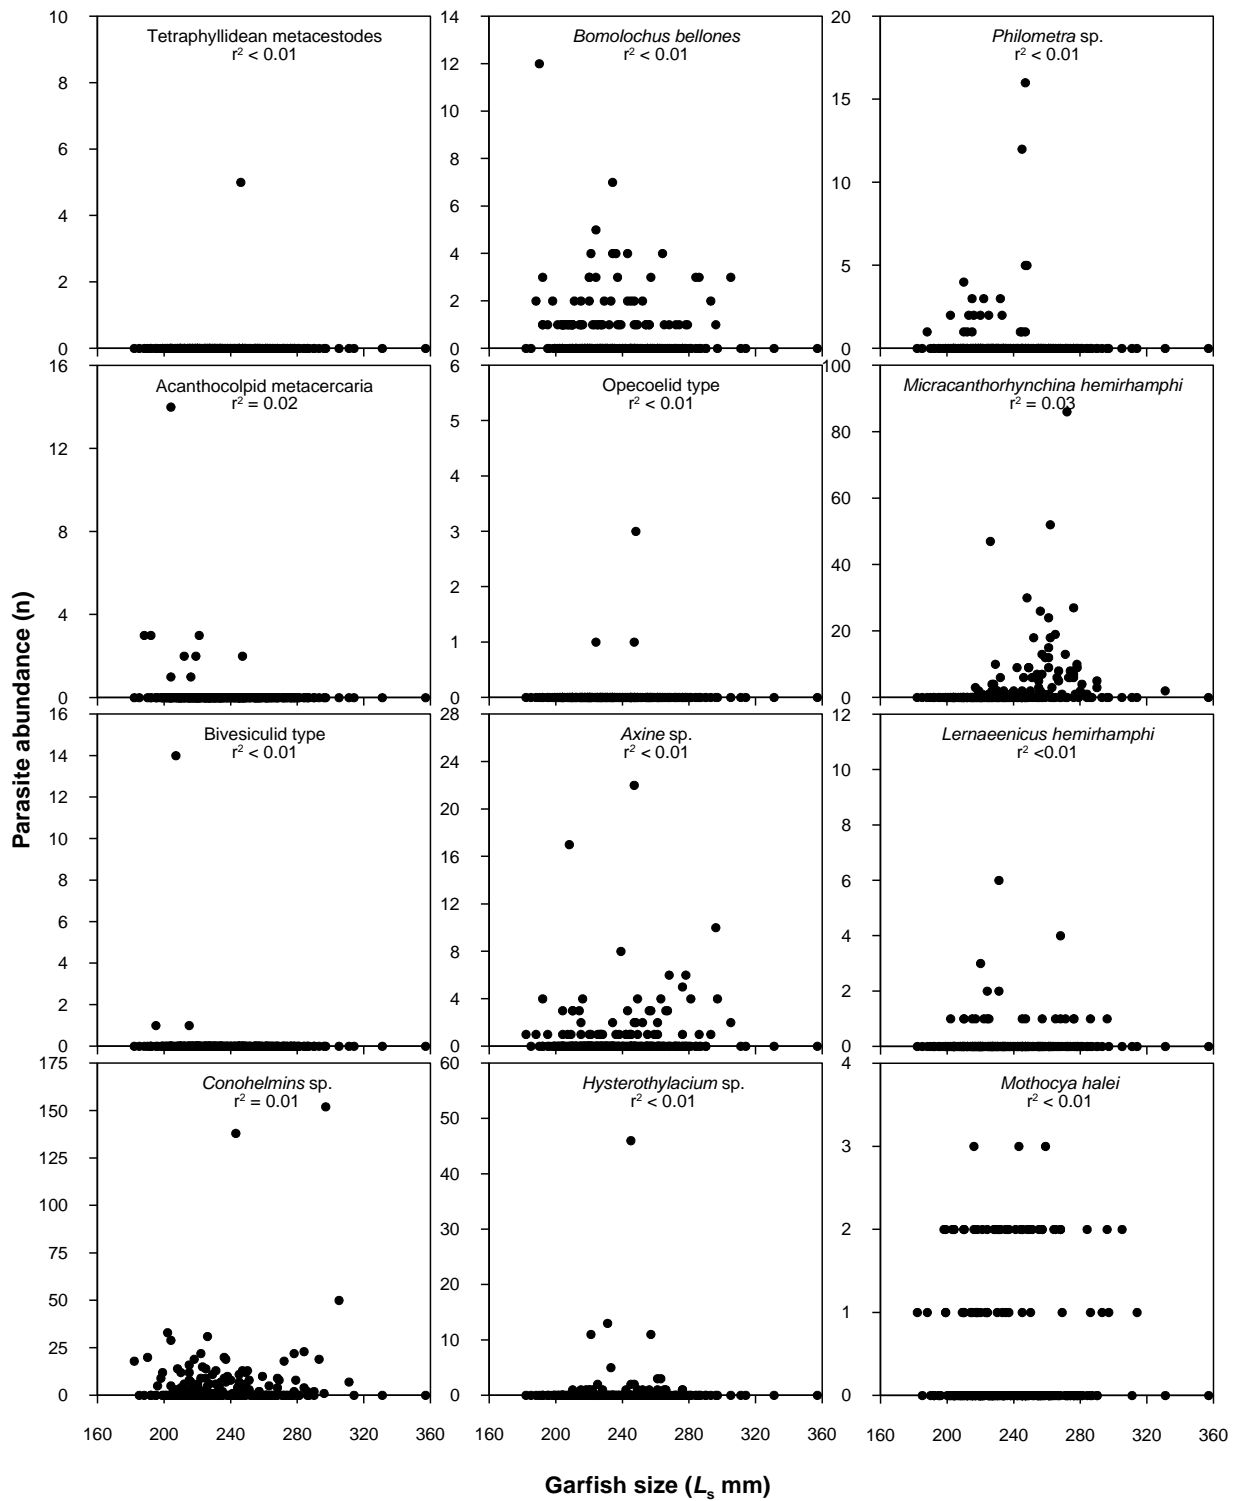 Parasite abundance (n)
Tetraphyllidean metacestodes
r² < 0.01
10
8
6
4
2
0
Bomolochus bellones
r² < 0.01
14
12
10
8
6
4
2
0
Philometra sp.
r² < 0.01
20
15
10
5
0
Acanthocolpid metacercaria
r² = 0.02
16
12
8
4
0
Opecoelid type
r² < 0.01
6
5
4
3
2
1
0
Micracanthorhynchina hemirhamphi
r² = 0.03
100
80
60
40
20
0
Bivesiculid type
r² < 0.01
16
14
12
10
8
6
4
2
0
Axine sp.
r² < 0.01
28
24
20
16
12
8
4
0
Lernaeenicus hemirhamphi
r² <0.01
12
10
8
6
4
2
0
Conohelmins sp.
r² = 0.01
175
150
125
100
75
50
25
0
160 200 240 280 320 360
Hysterothylacium sp.
r² < 0.01
60
50
40
30
20
10
0
160 200 240 280 320 360
Mothocya halei
r² < 0.01
4
3
2
1
0
160 200 240 280 320 360
Garfish size (Ls mm)